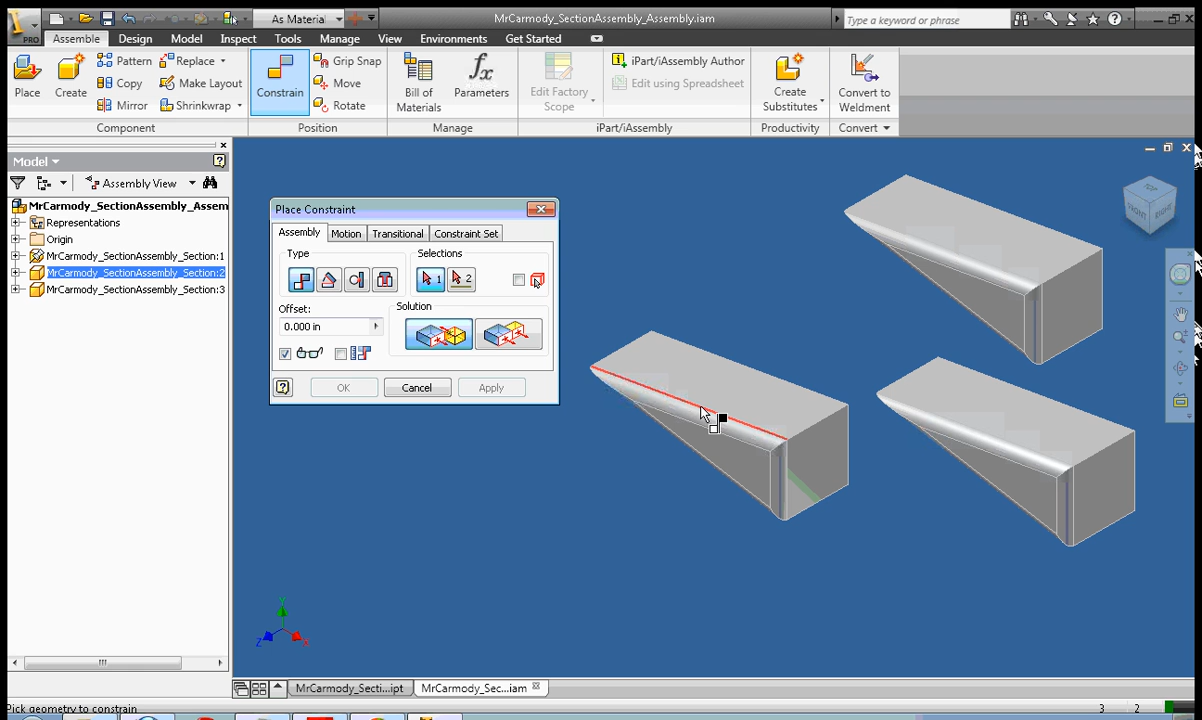 As Material
MrCarmody_SectionAssembly_Assembly.iam
Type a keyword or phrase
PRO
Assemble Design Model Inspect Tools Manage View Environments Get Started
Place
Create
Pattern
Copy
Mirror
Replace
Make Layout
Shrinkwrap
Constrain
Grip Snap
Move
Rotate
Bill of
Materials
Parameters
Edit Factory
Scope
iPart/iAssembly Author
Edit using Spreadsheet
Create
Substitutes
Convert to
Weldment
Component Position Manage iPart/iAssembly Productivity Convert
Model
Assembly View
MrCarmody_SectionAssembly_Assem
Representations
Origin
MrCarmody_SectionAssembly_Section:1
MrCarmody_SectionAssembly_Section:2
MrCarmody_SectionAssembly_Section:3
Place Constraint
Assembly Motion Transitional Constraint Set
Type
Selections
1 2
Offset:
0.000 in
Solution
OK Cancel Apply
TOP
FRONT RIGHT
Y
Z X
MrCarmody_Secti...ipt MrCarmody_Sec...iam
Pick geometry to constrain
3 2